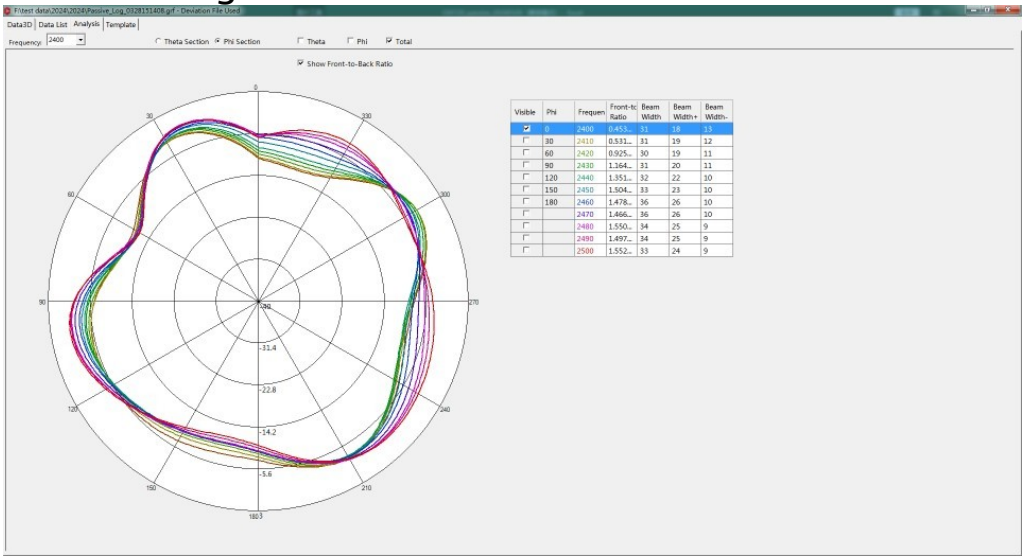 F:\test data\2024\2024\Passive_Log_0328151408.grf - Deviation File Used
Data3D Data List Analysis Template
Frequency: 2400 Theta Section Phi Section Theta Phi Total
Show Front-to-Back Ratio
0
30 330
60 300
90 270
120 240
150 210
180
-40
-31.4
-22.8
-14.2
-5.6
3
Visible Phi Frequen Front-tc Ratio Beam Width Beam Width+ Beam Width-
0 2400 0.453... 31 18 13
30 2410 0.531... 31 19 12
60 2420 0.925... 30 19 11
90 2430 1.164... 31 20 11
120 2440 1.351... 32 22 10
150 2450 1.504... 33 23 10
180 2460 1.478... 36 26 10
2470 1.466... 36 26 10
2480 1.550... 34 25 9
2490 1.497... 34 25 9
2500 1.552... 33 24 9